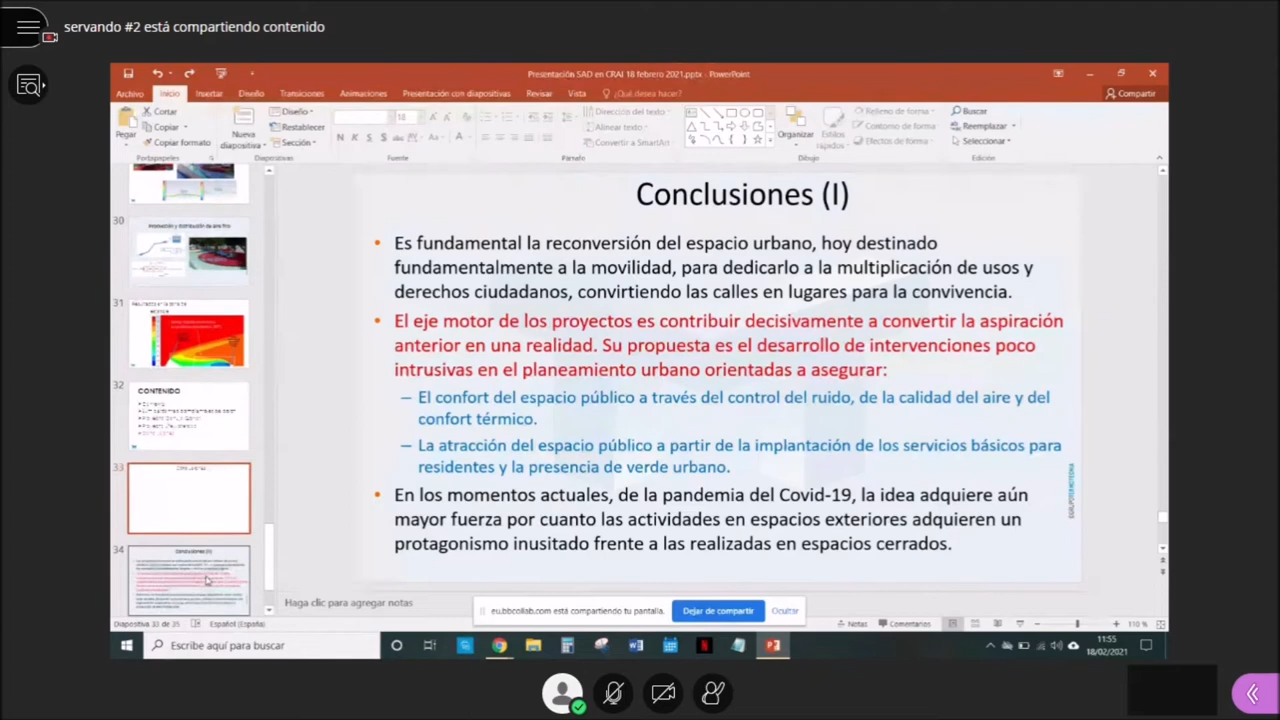 servando #2 está compartiendo contenido
Presentación SAD en CRAI 18 febrero 2021.pptx - PowerPoint
Archivo Inicio Insertar Diseño Transiciones Animaciones Presentación con diapositivas Revisar Vista ¿Qué desea hacer? Compartir
Cortar
Copiar
Copiar formato
Pegar
Portapapeles
Nueva diapositiva
Diseño
Restablecer
Sección
Diapositivas
18
N K S
Fuente
Dirección del texto
Alinear texto
Convertir a SmartArt
Párrafo
Organizar
Estilos rápidos
Relleno de forma
Contorno de forma
Efectos de forma
Dibujo
Buscar
Reemplazar
Seleccionar
Edición
30
31
32
CONTENIDO
33
34
Conclusiones (II)
Conclusiones (I)
• Es fundamental la reconversión del espacio urbano, hoy destinado
fundamentalmente a la movilidad, para dedicarlo a la multiplicación de usos y
derechos ciudadanos, convirtiendo las calles en lugares para la convivencia.
• El eje motor de los proyectos es contribuir decisivamente a convertir la aspiración
anterior en una realidad. Su propuesta es el desarrollo de intervenciones poco
intrusivas en el planeamiento urbano orientadas a asegurar:
– El confort del espacio público a través del control del ruido, de la calidad del aire y del
confort térmico.
– La atracción del espacio público a partir de la implantación de los servicios básicos para
residentes y la presencia de verde urbano.
• En los momentos actuales, de la pandemia del Covid-19, la idea adquiere aún
mayor fuerza por cuanto las actividades en espacios exteriores adquieren un
protagonismo inusitado frente a las realizadas en espacios cerrados.
Haga clic para agregar notas
eu.bbcollab.com está compartiendo tu pantalla.
Dejar de compartir
Ocultar
Diapositiva 33 de 35
Español (España)
Notas
Comentarios
110 %
Escribe aquí para buscar
11:55
18/02/2021